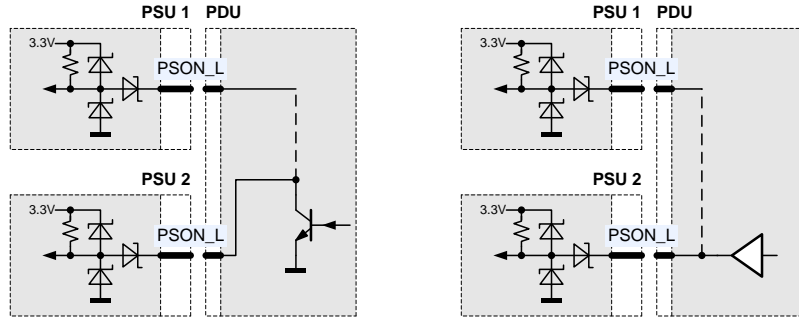 PSU 1 PDU
3.3V
PSON_L
PSU 2
3.3V
PSON_L
PSU 1 PDU
3.3V
PSON_L
PSU 2
3.3V
PSON_L